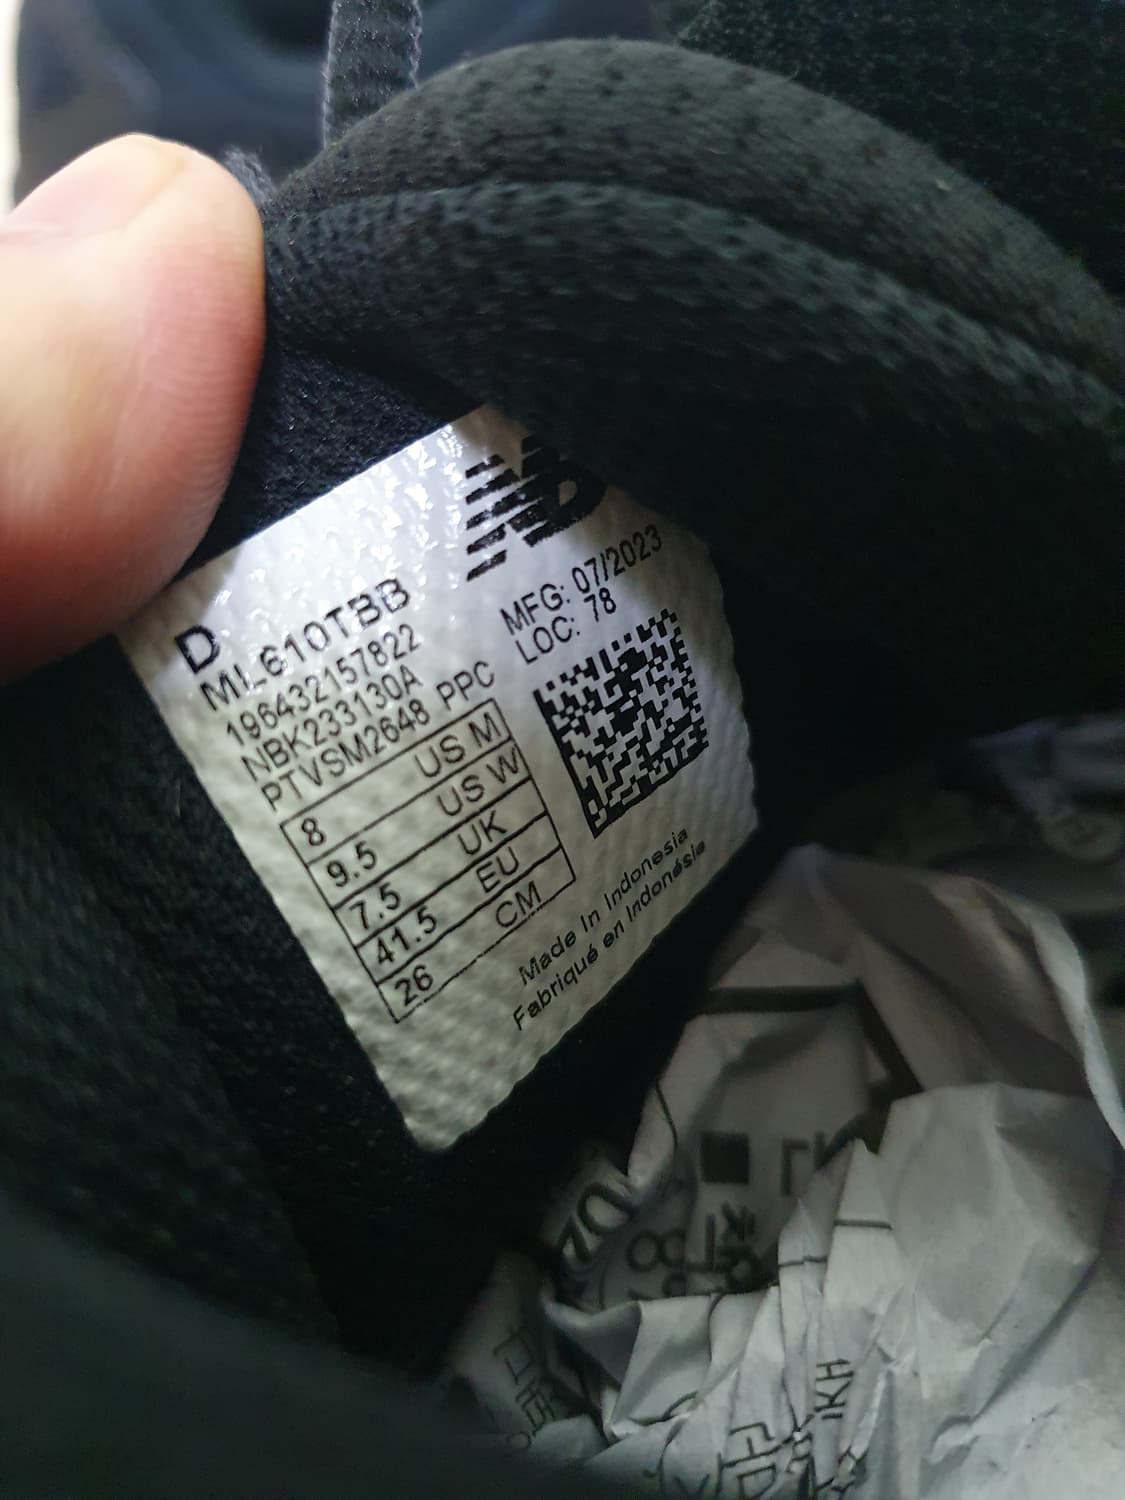 NB
MFG: 07/2023
LOC: 78
D
ML610TBB
196432157822
NBK233130A
PTVSM2648 PPC
8 US M
9.5 US W
7.5 UK
41.5 EU
26 CM
Made In Indonesia
Fabriqué en Indonésie